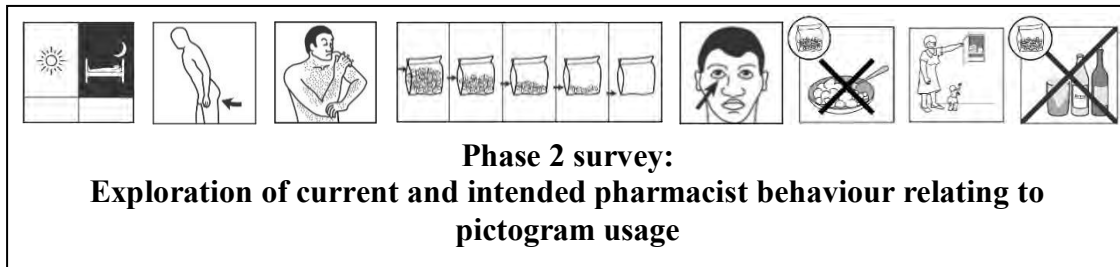 Phase 2 survey:
Exploration of current and intended pharmacist behaviour relating to
pictogram usage